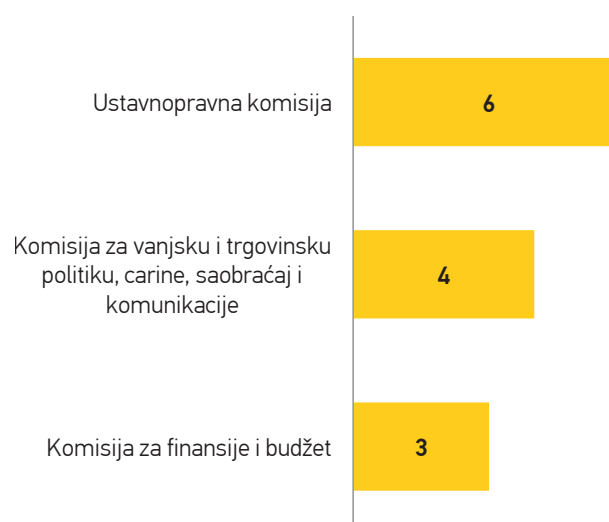 Ustavnopravna komisija
6
Komisija za vanjsku i trgovinsku
politiku, carine, saobraćaj i
komunikacije
4
Komisija za finansije i budžet
3